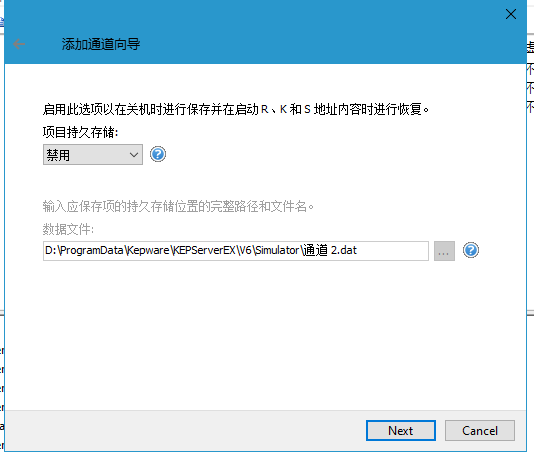 添加通道向导
启用此选项以在关机时进行保存并在启动 R、K 和 S 地址内容时进行恢复。
项目持久存储:
禁用
输入应保存项的持久存储位置的完整路径和文件名。
数据文件:
D:\ProgramData\Kepware\KEPServerEX\V6\Simulator\通道 2.dat
...
Next
Cancel